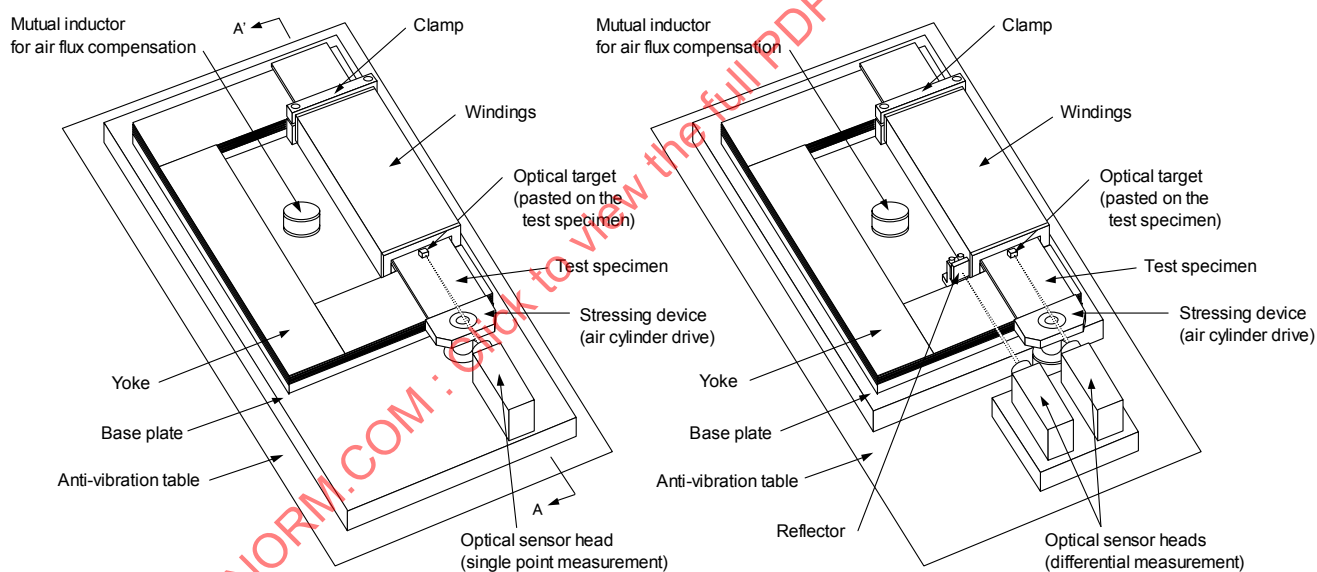 Mutual inductor
for air flux compensation
A'
Clamp
Windings
Optical target
(pasted on the
test specimen)
Test specimen
Stressing device
(air cylinder drive)
Yoke
Base plate
Anti-vibration table
A
Optical sensor head
(single point measurement)
Mutual inductor
for air flux compensation
Clamp
Windings
Optical target
(pasted on the
test specimen)
Test specimen
Stressing device
(air cylinder drive)
Yoke
Base plate
Anti-vibration table
Reflector
Optical sensor heads
(differential measurement)
NORM.COM : Click to view the full PDF